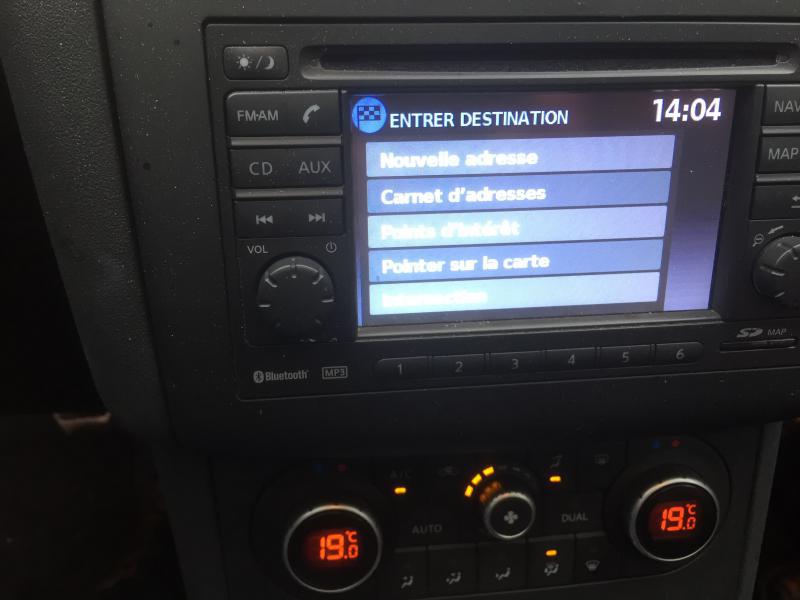 ENTRER DESTINATION 14:04
FM·AM
NAV
Nouvelle adresse
CD AUX
MAP
Carnet d'adresses
Points d'intérêt
VOL
Pointer sur la carte
Intersection
SD MAP
Bluetooth MP3 1 2 3 4 5 6
A/C
AUTO DUAL
19.0 °C
19.0 °C